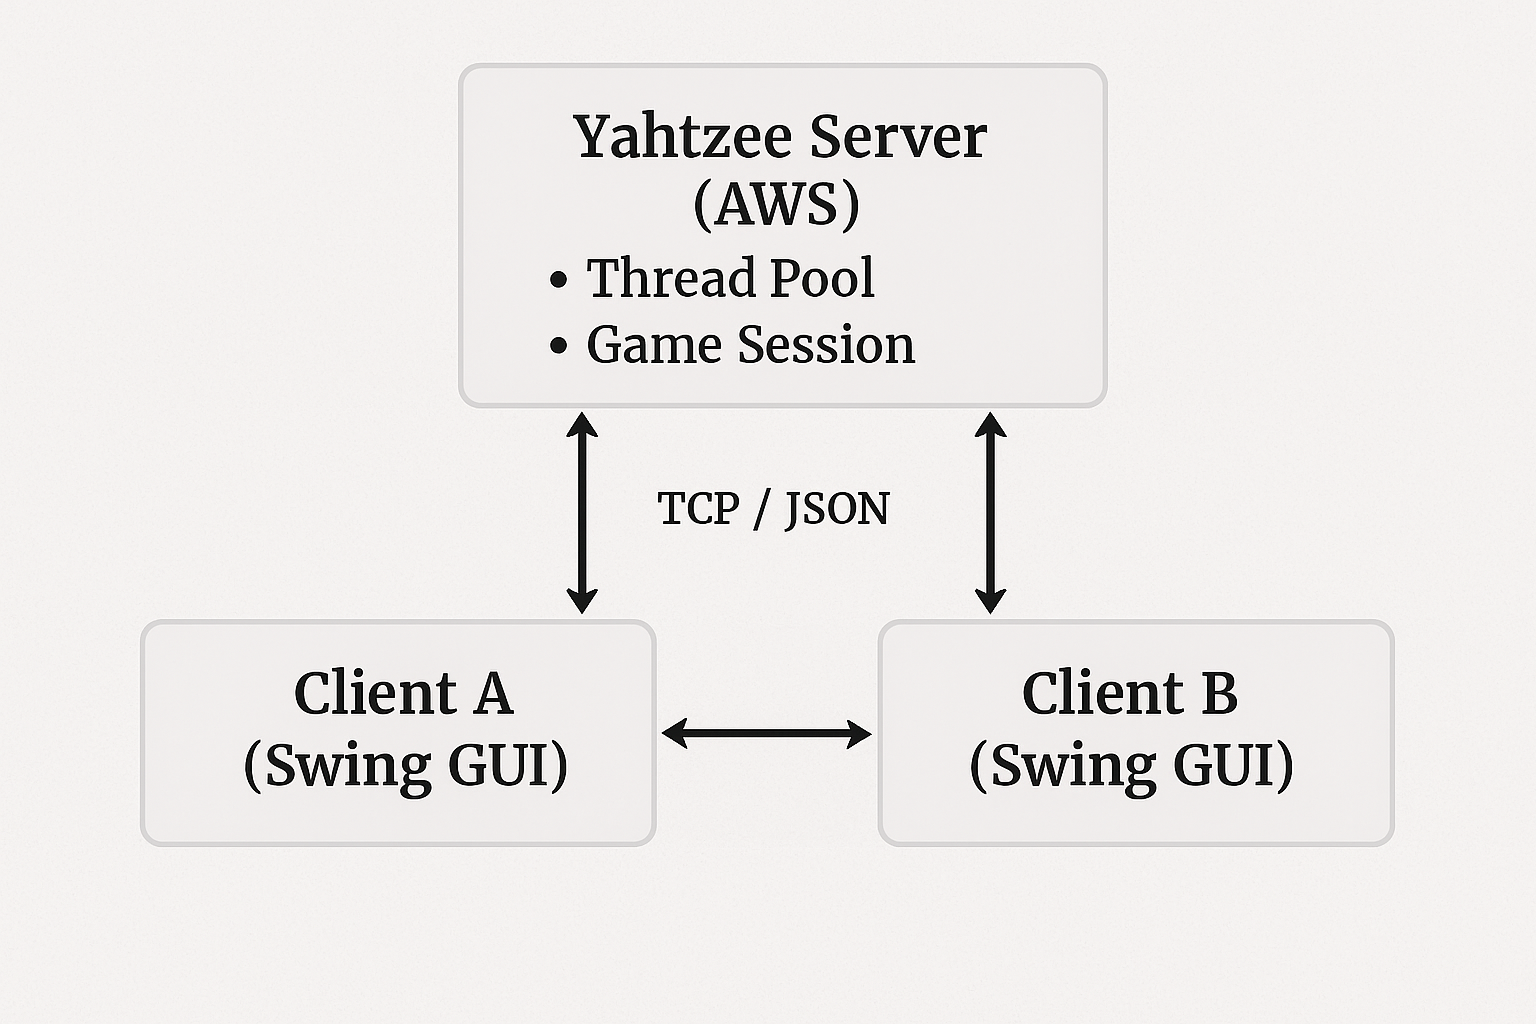 Yahtzee Server
(AWS)
• Thread Pool
• Game Session
TCP / JSON
Client A
(Swing GUI)
Client B
(Swing GUI)